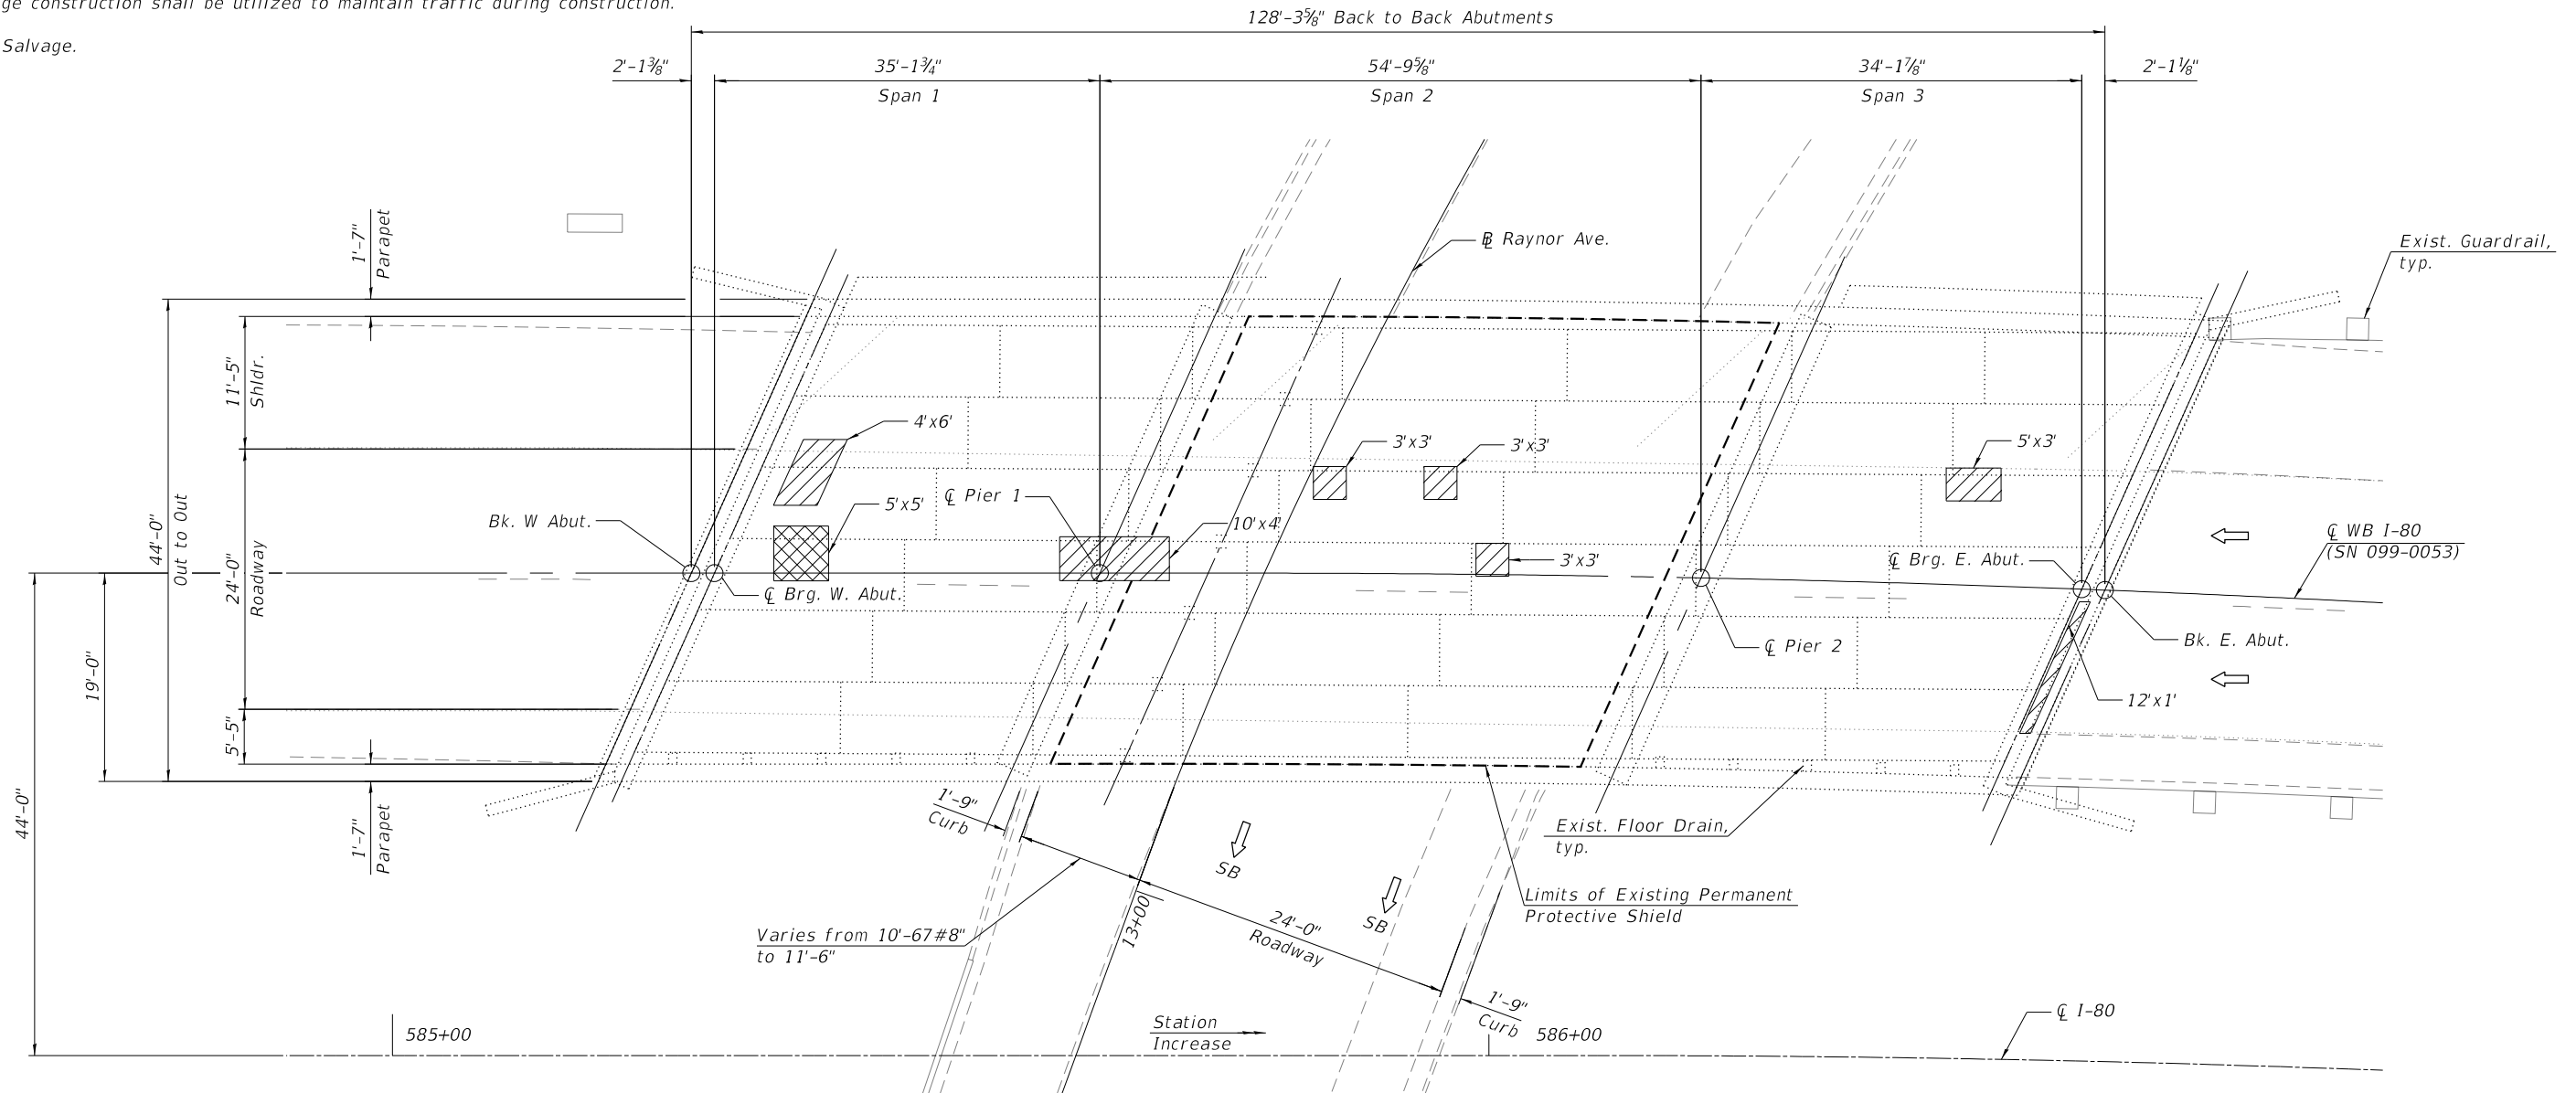 ge construction shall be utilized to maintain traffic during construction.
Salvage.
128'-3⅝" Back to Back Abutments
2'-1⅜"
35'-1¾"
54'-9⅝"
34'-1⅞"
2'-1⅛"
Span 1
Span 2
Span 3
1'-7"
Parapet
℄ Raynor Ave.
Exist. Guardrail,
typ.
11'-5"
Shldr.
4'x6'
3'x3'
3'x3'
5'x3'
44'-0"
Out to Out
Bk. W Abut.
5'x5'
℄ Pier 1
10'x4'
3'x3'
℄ WB I-80
(SN 099-0053)
24'-0"
Roadway
℄ Brg. W. Abut.
℄ Brg. E. Abut.
Bk. E. Abut.
℄ Pier 2
12'x1'
19'-0"
5'-5"
44'-0"
1'-7"
Parapet
1'-9"
Curb
SB
SB
Exist. Floor Drain,
typ.
Limits of Existing Permanent
Protective Shield
Varies from 10'-67#8"
to 11'-6"
13+00
24'-0"
Roadway
1'-9"
Curb
585+00
Station
Increase
586+00
℄ I-80